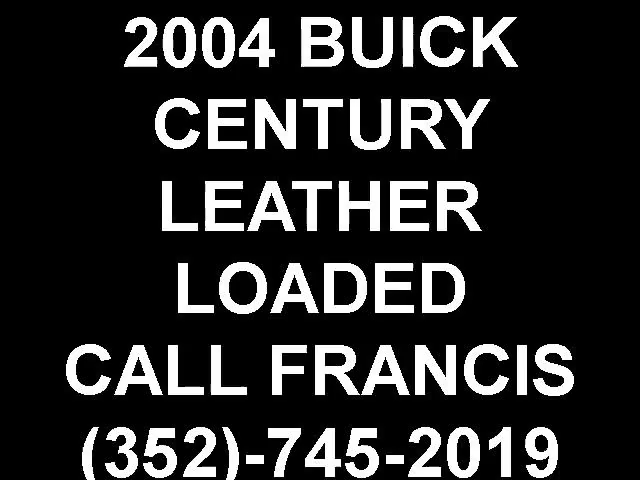 2004 BUICK
CENTURY
LEATHER
LOADED
CALL FRANCIS
(352)-745-2019